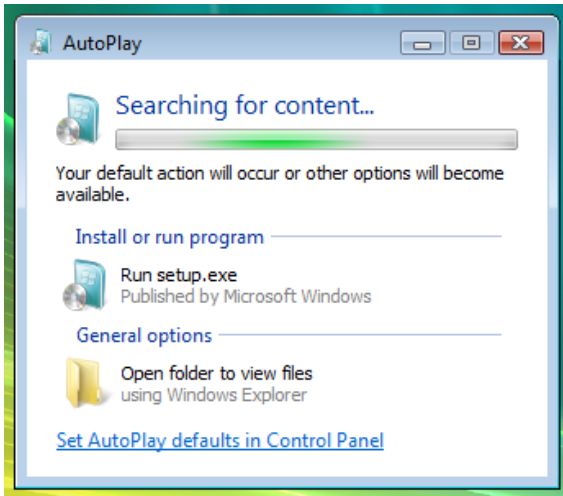 AutoPlay
Searching for content...
Your default action will occur or other options will become
available.
Install or run program
Run setup.exe
Published by Microsoft Windows
General options
Open folder to view files
using Windows Explorer
Set AutoPlay defaults in Control Panel